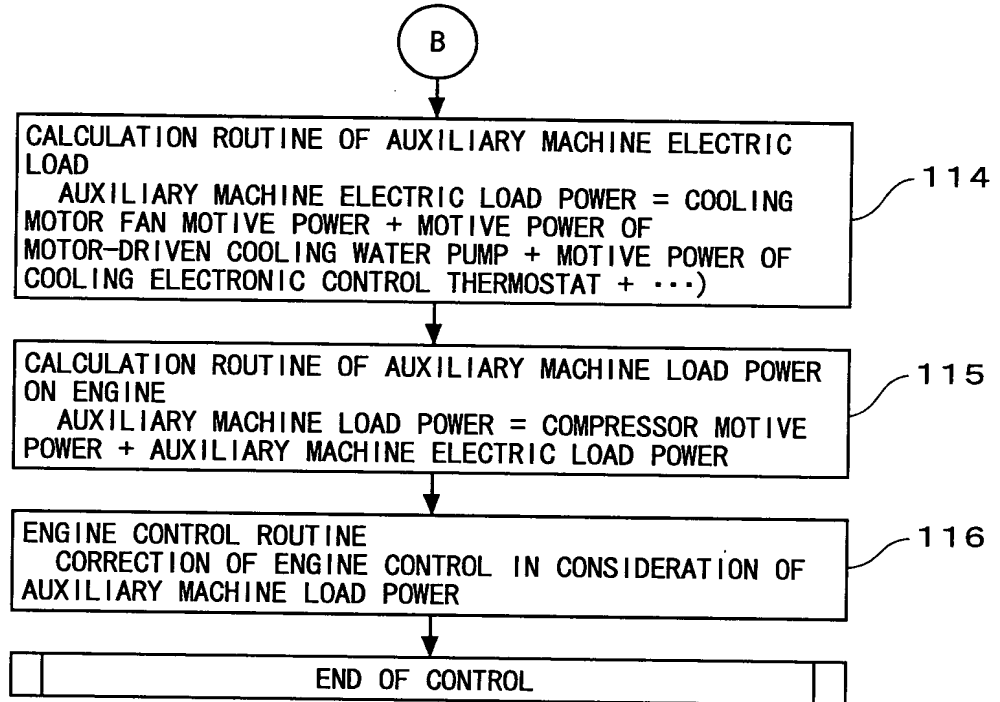 B
CALCULATION ROUTINE OF AUXILIARY MACHINE ELECTRIC
LOAD
AUXILIARY MACHINE ELECTRIC LOAD POWER = COOLING
MOTOR FAN MOTIVE POWER + MOTIVE POWER OF
MOTOR-DRIVEN COOLING WATER PUMP + MOTIVE POWER OF
COOLING ELECTRONIC CONTROL THERMOSTAT + ···)
114
CALCULATION ROUTINE OF AUXILIARY MACHINE LOAD POWER
ON ENGINE
AUXILIARY MACHINE LOAD POWER = COMPRESSOR MOTIVE
POWER + AUXILIARY MACHINE ELECTRIC LOAD POWER
115
ENGINE CONTROL ROUTINE
CORRECTION OF ENGINE CONTROL IN CONSIDERATION OF
AUXILIARY MACHINE LOAD POWER
116
END OF CONTROL